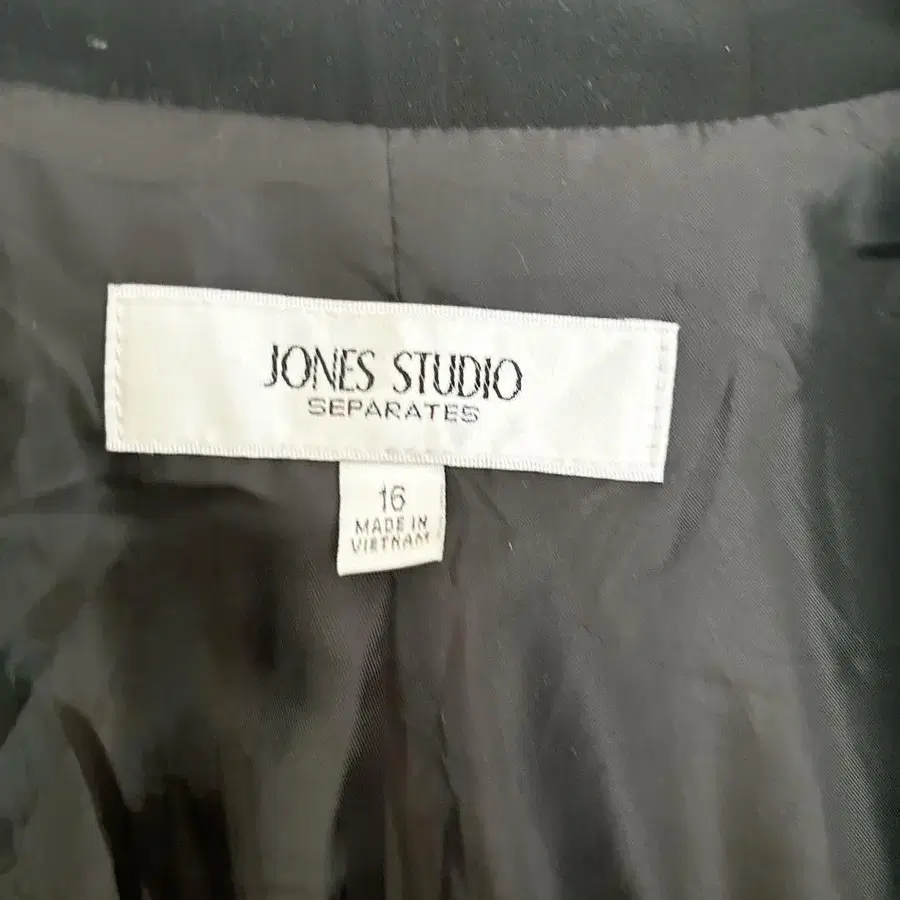 JONES STUDIO
SEPARATES
16
MADE IN
VIETNAM